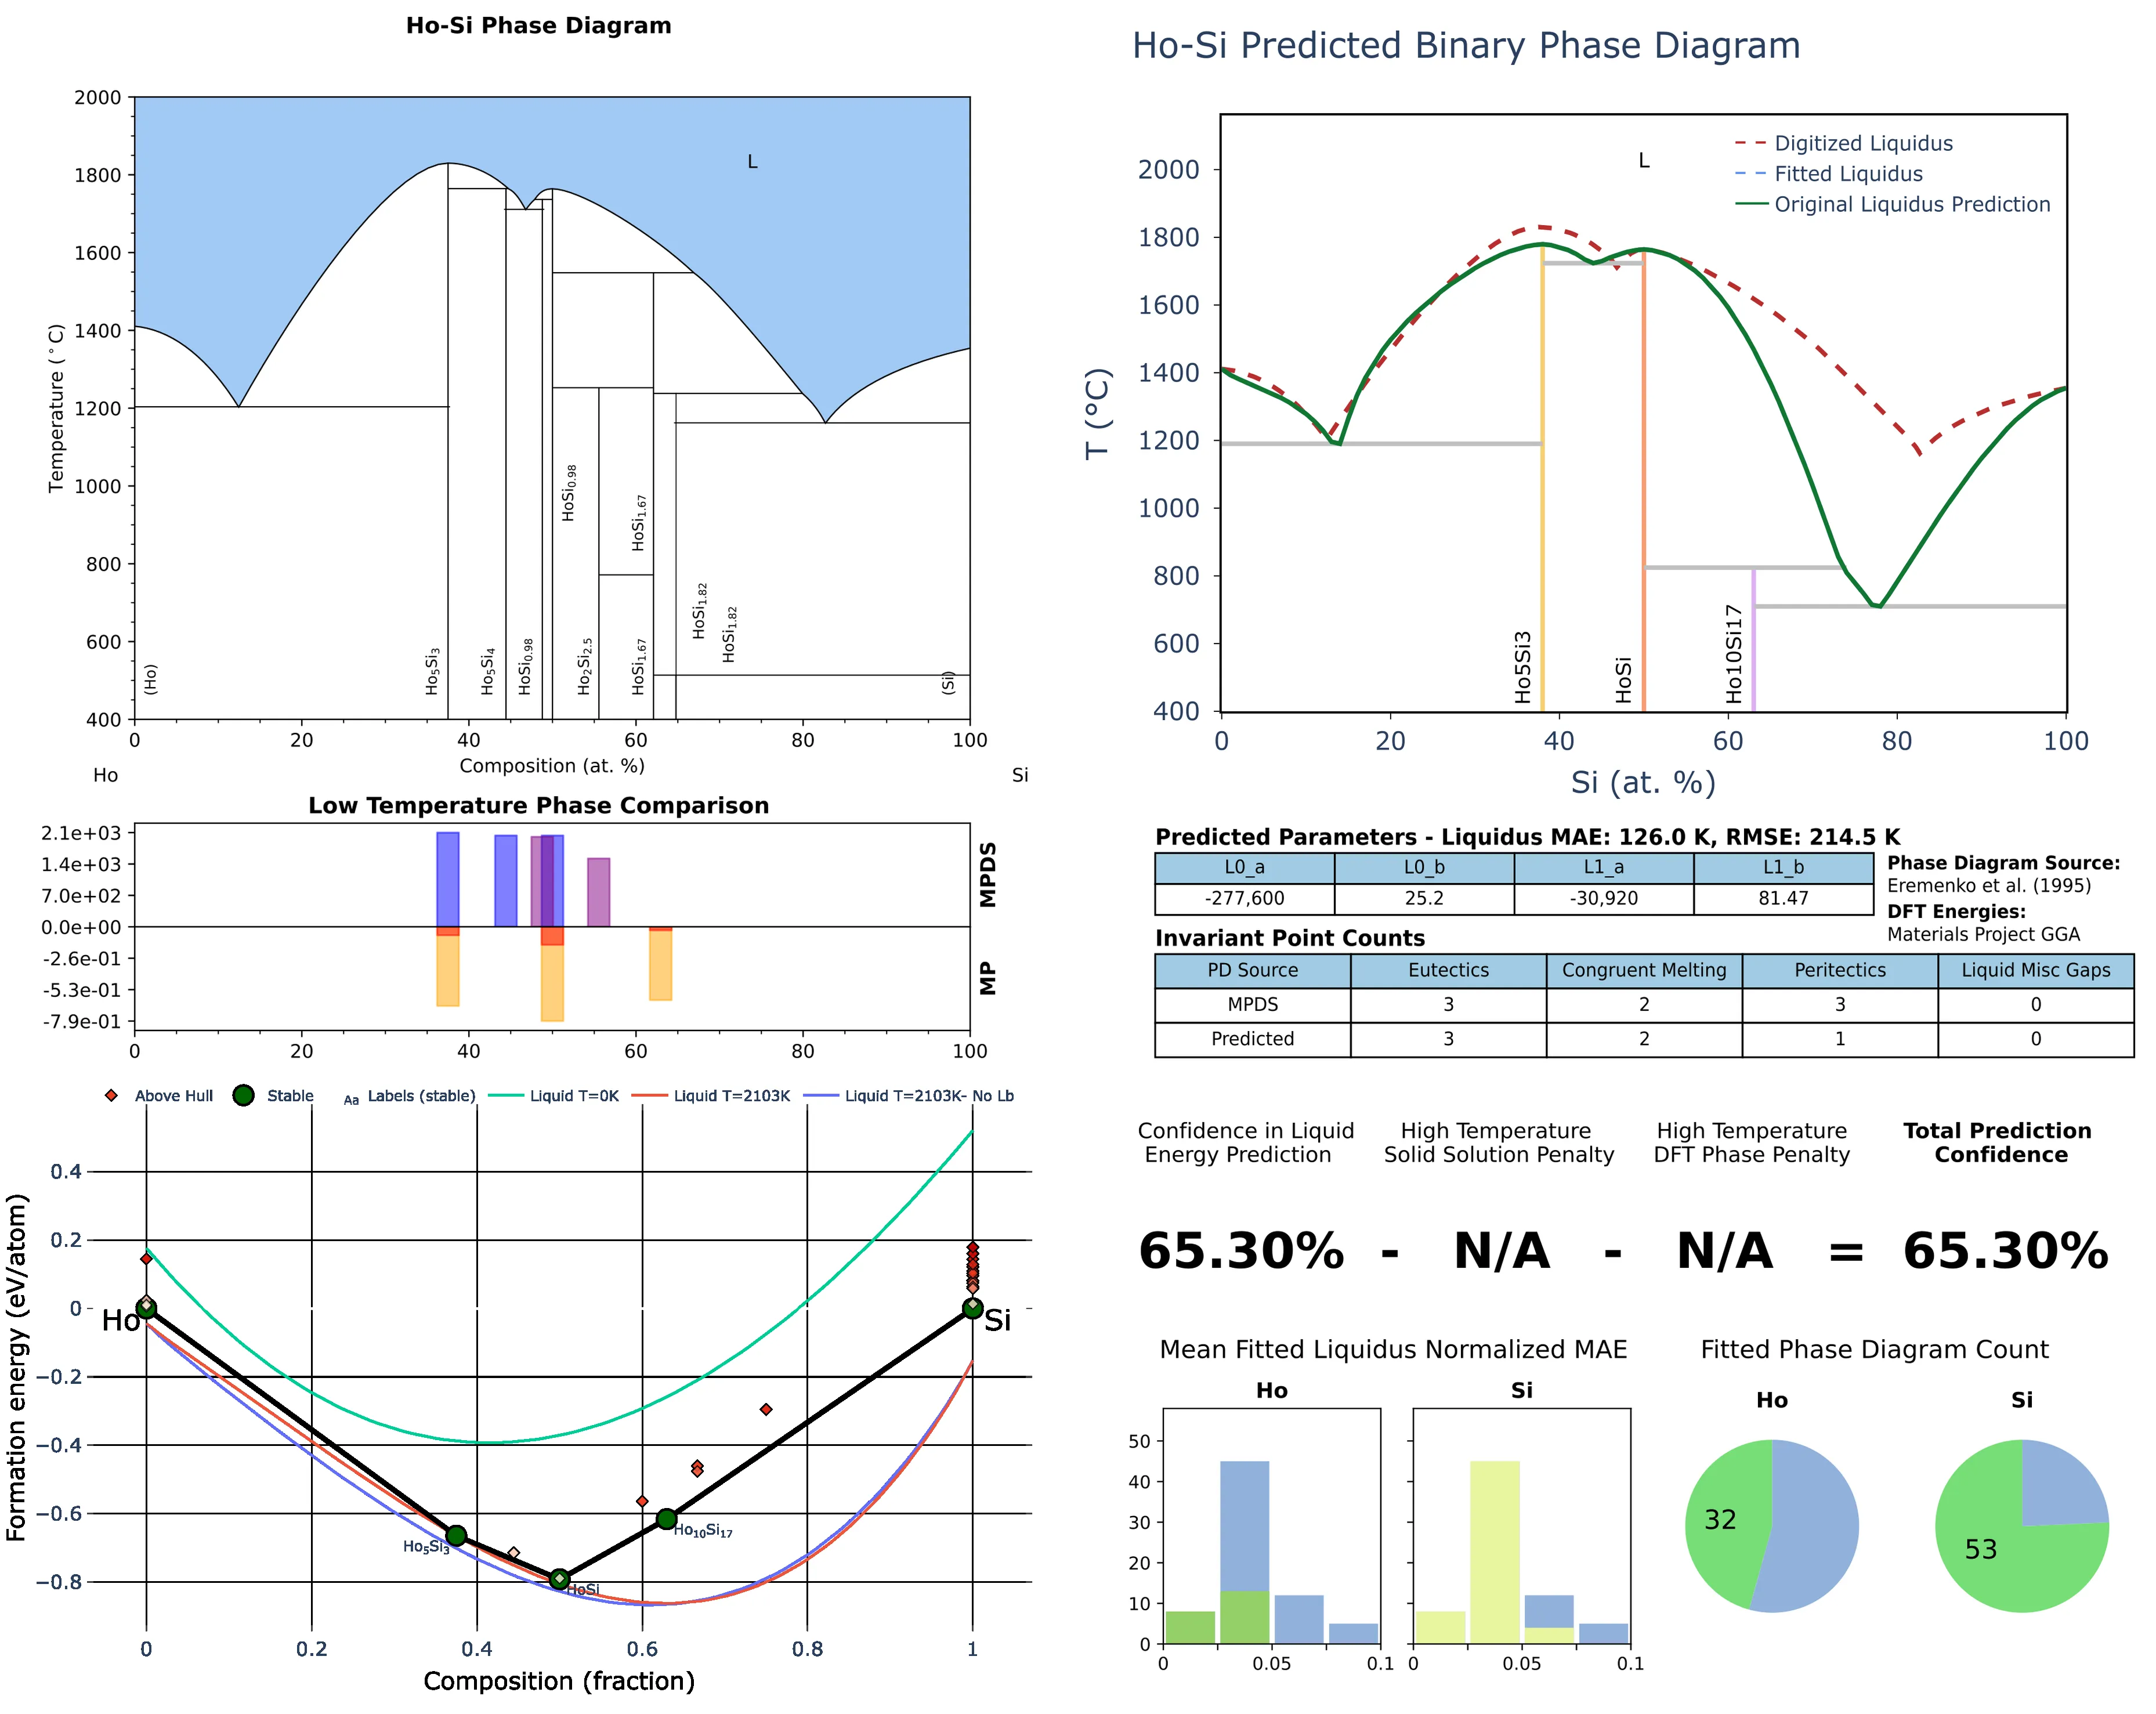 Ho-Si Phase Diagram
2000
1800
1600
1400
1200
1000
800
600
400
Temperature (°C)
L
(Ho)
Ho5Si3
Ho5Si4
HoSi0.98
HoSi0.98
Ho2Si2.5
HoSi1.67
HoSi1.67
HoSi1.82
HoSi1.82
(Si)
0 20 40 60 80 100
Composition (at. %)
Ho Si
Ho-Si Predicted Binary Phase Diagram
2000
1800
1600
1400
1200
1000
800
600
400
T (°C)
L
Digitized Liquidus
Fitted Liquidus
Original Liquidus Prediction
Ho5Si3
HoSi
Ho10Si17
0 20 40 60 80 100
Si (at. %)
Low Temperature Phase Comparison
2.1e+03
1.4e+03
7.0e+02
0.0e+00
-2.6e-01
-5.3e-01
-7.9e-01
MPDS
MP
0 20 40 60 80 100
Predicted Parameters - Liquidus MAE: 126.0 K, RMSE: 214.5 K
L0_a L0_b L1_a L1_b
-277,600 25.2 -30,920 81.47
Phase Diagram Source:
Eremenko et al. (1995)
DFT Energies:
Materials Project GGA
Invariant Point Counts
PD Source Eutectics Congruent Melting Peritectics Liquid Misc Gaps
MPDS 3 2 3 0
Predicted 3 2 1 0
Above Hull Stable Aa Labels (stable) Liquid T=0K Liquid T=2103K Liquid T=2103K- No Lb
0.4
0.2
0
−0.2
−0.4
−0.6
−0.8
Formation energy (eV/atom)
Ho
Si
Ho5Si3
HoSi
Ho10Si17
0 0.2 0.4 0.6 0.8 1
Composition (fraction)
Confidence in Liquid
Energy Prediction
High Temperature
Solid Solution Penalty
High Temperature
DFT Phase Penalty
Total Prediction
Confidence
65.30% - N/A - N/A = 65.30%
Mean Fitted Liquidus Normalized MAE
Ho
Si
50
40
30
20
10
0
0 0.05 0.1
0 0.05 0.1
Fitted Phase Diagram Count
Ho
Si
32
53